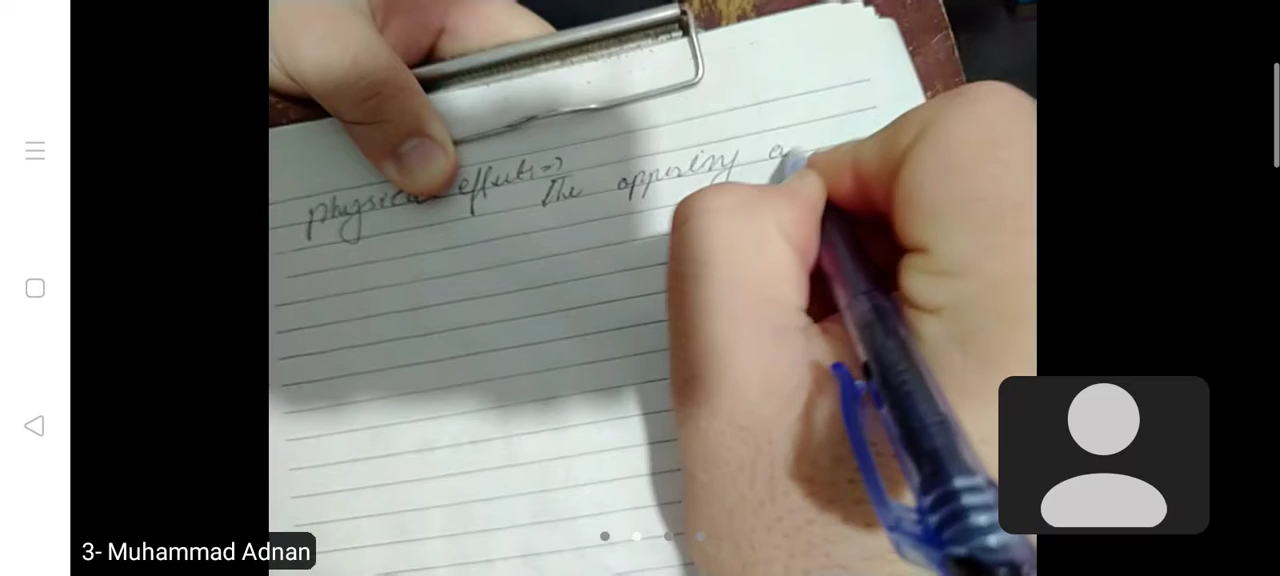 physical effect:=)
The opposing a
3- Muhammad Adnan